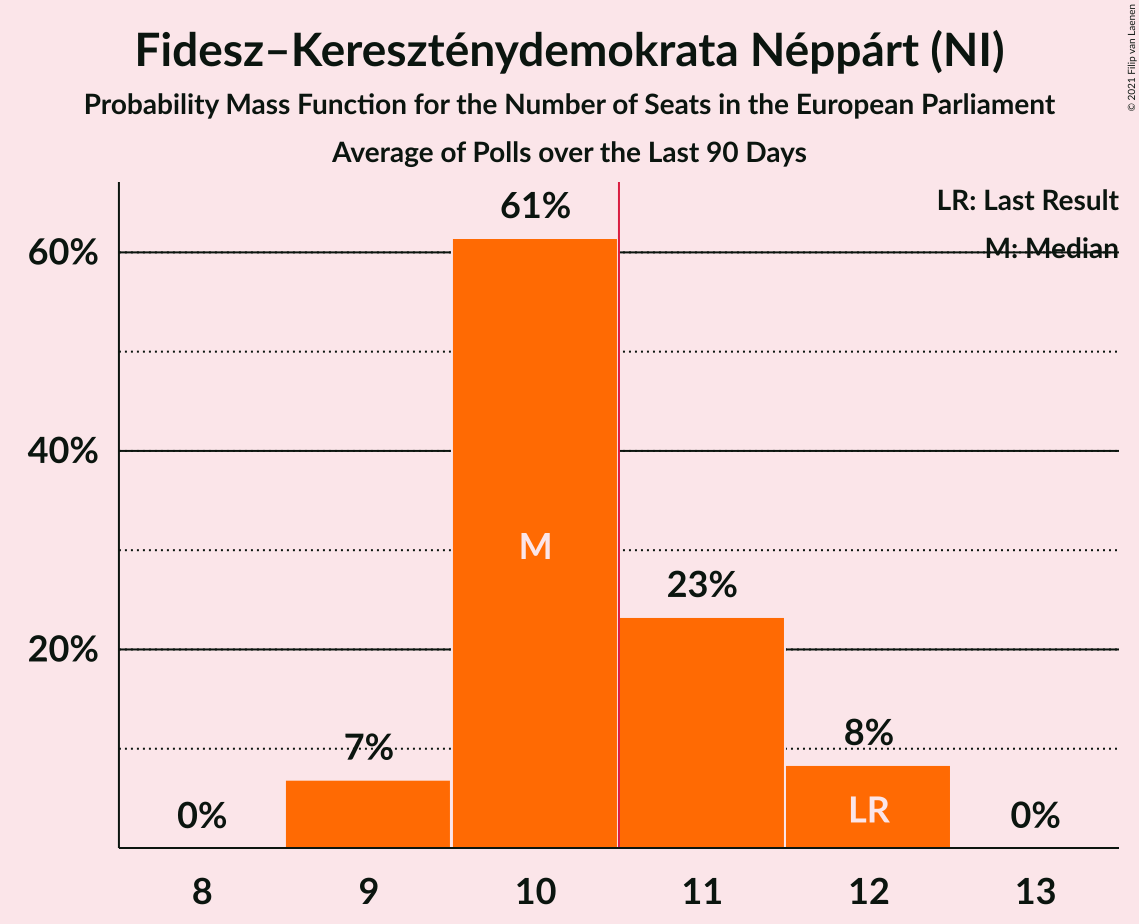 Fidesz–Kereszténydemokrata Néppárt (NI)
Probability Mass Function for the Number of Seats in the European Parliament
Average of Polls over the Last 90 Days
© 2021 Filip van Laenen
LR: Last Result
M: Median
61%
60%
40%
M
23%
20%
7%
8%
0%
LR
0%
8 9 10 11 12 13